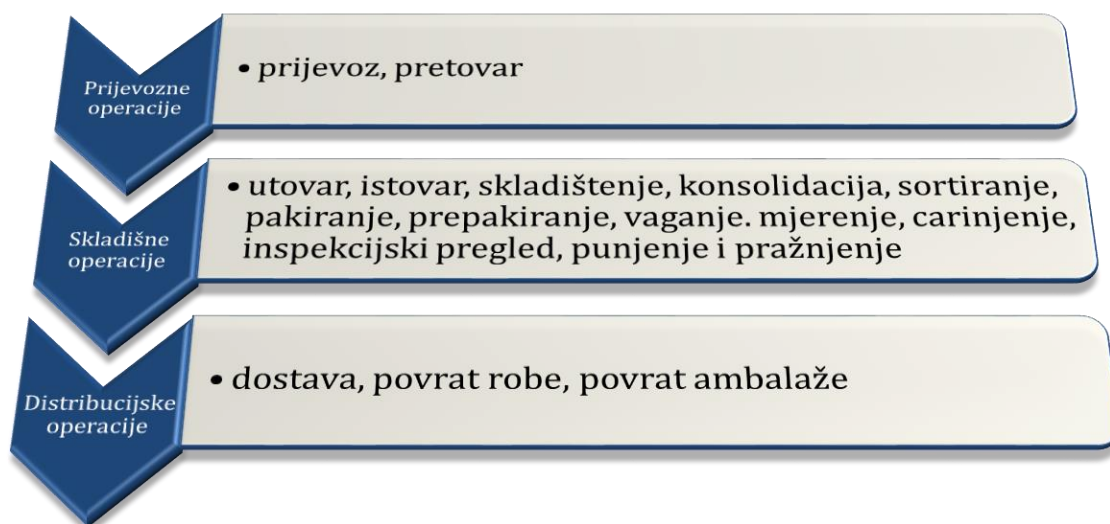 Prijevozne
operacije
• prijevoz, pretovar
Skladišne
operacije
• utovar, istovar, skladištenje, konsolidacija, sortiranje,
pakiranje, prepakiranje, vaganje. mjerenje, carinjenje,
inspekcijski pregled, punjenje i pražnjenje
Distribucijske
operacije
• dostava, povrat robe, povrat ambalaže